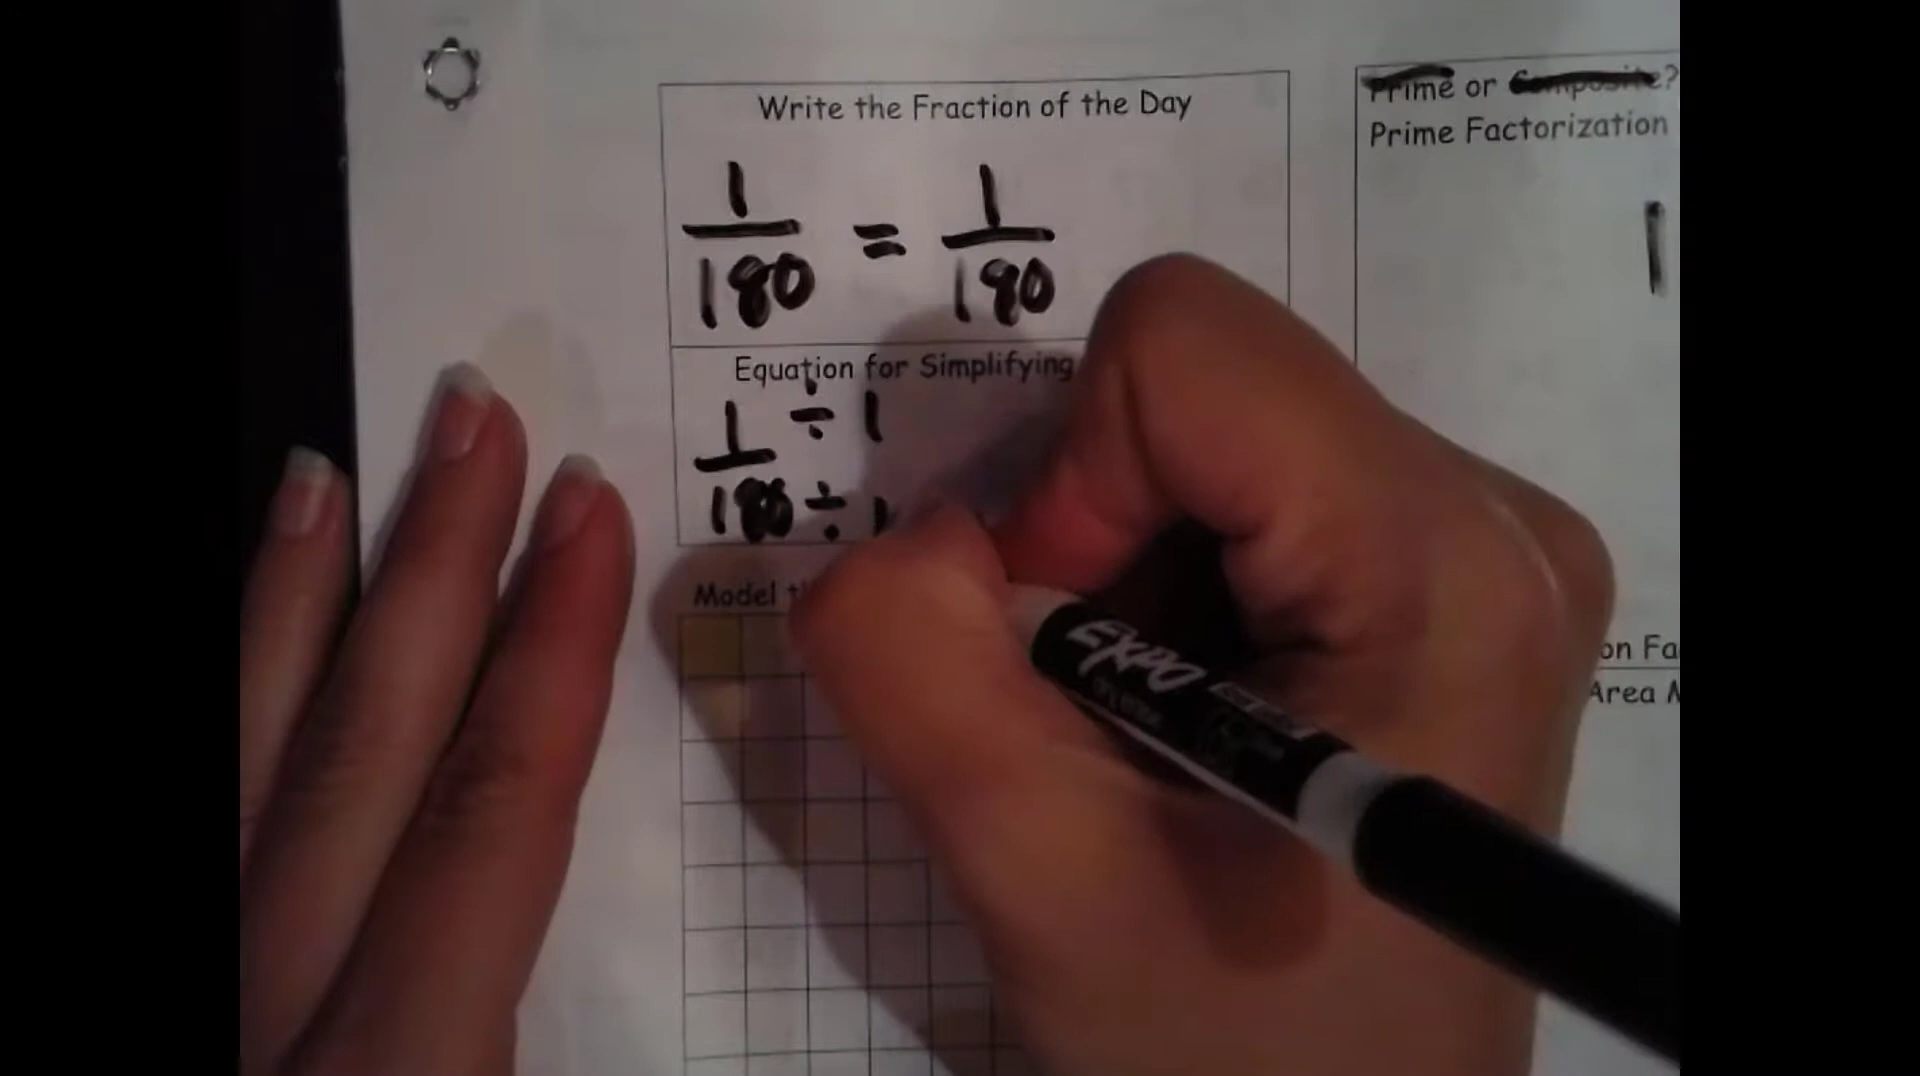 Write the Fraction of the Day
1/180 = 1/180
Equation for Simplifying
1 ÷ 1
180 ÷ 1
Model
Prime or Composite?
Prime Factorization
1
on Fa
Area
EXPO